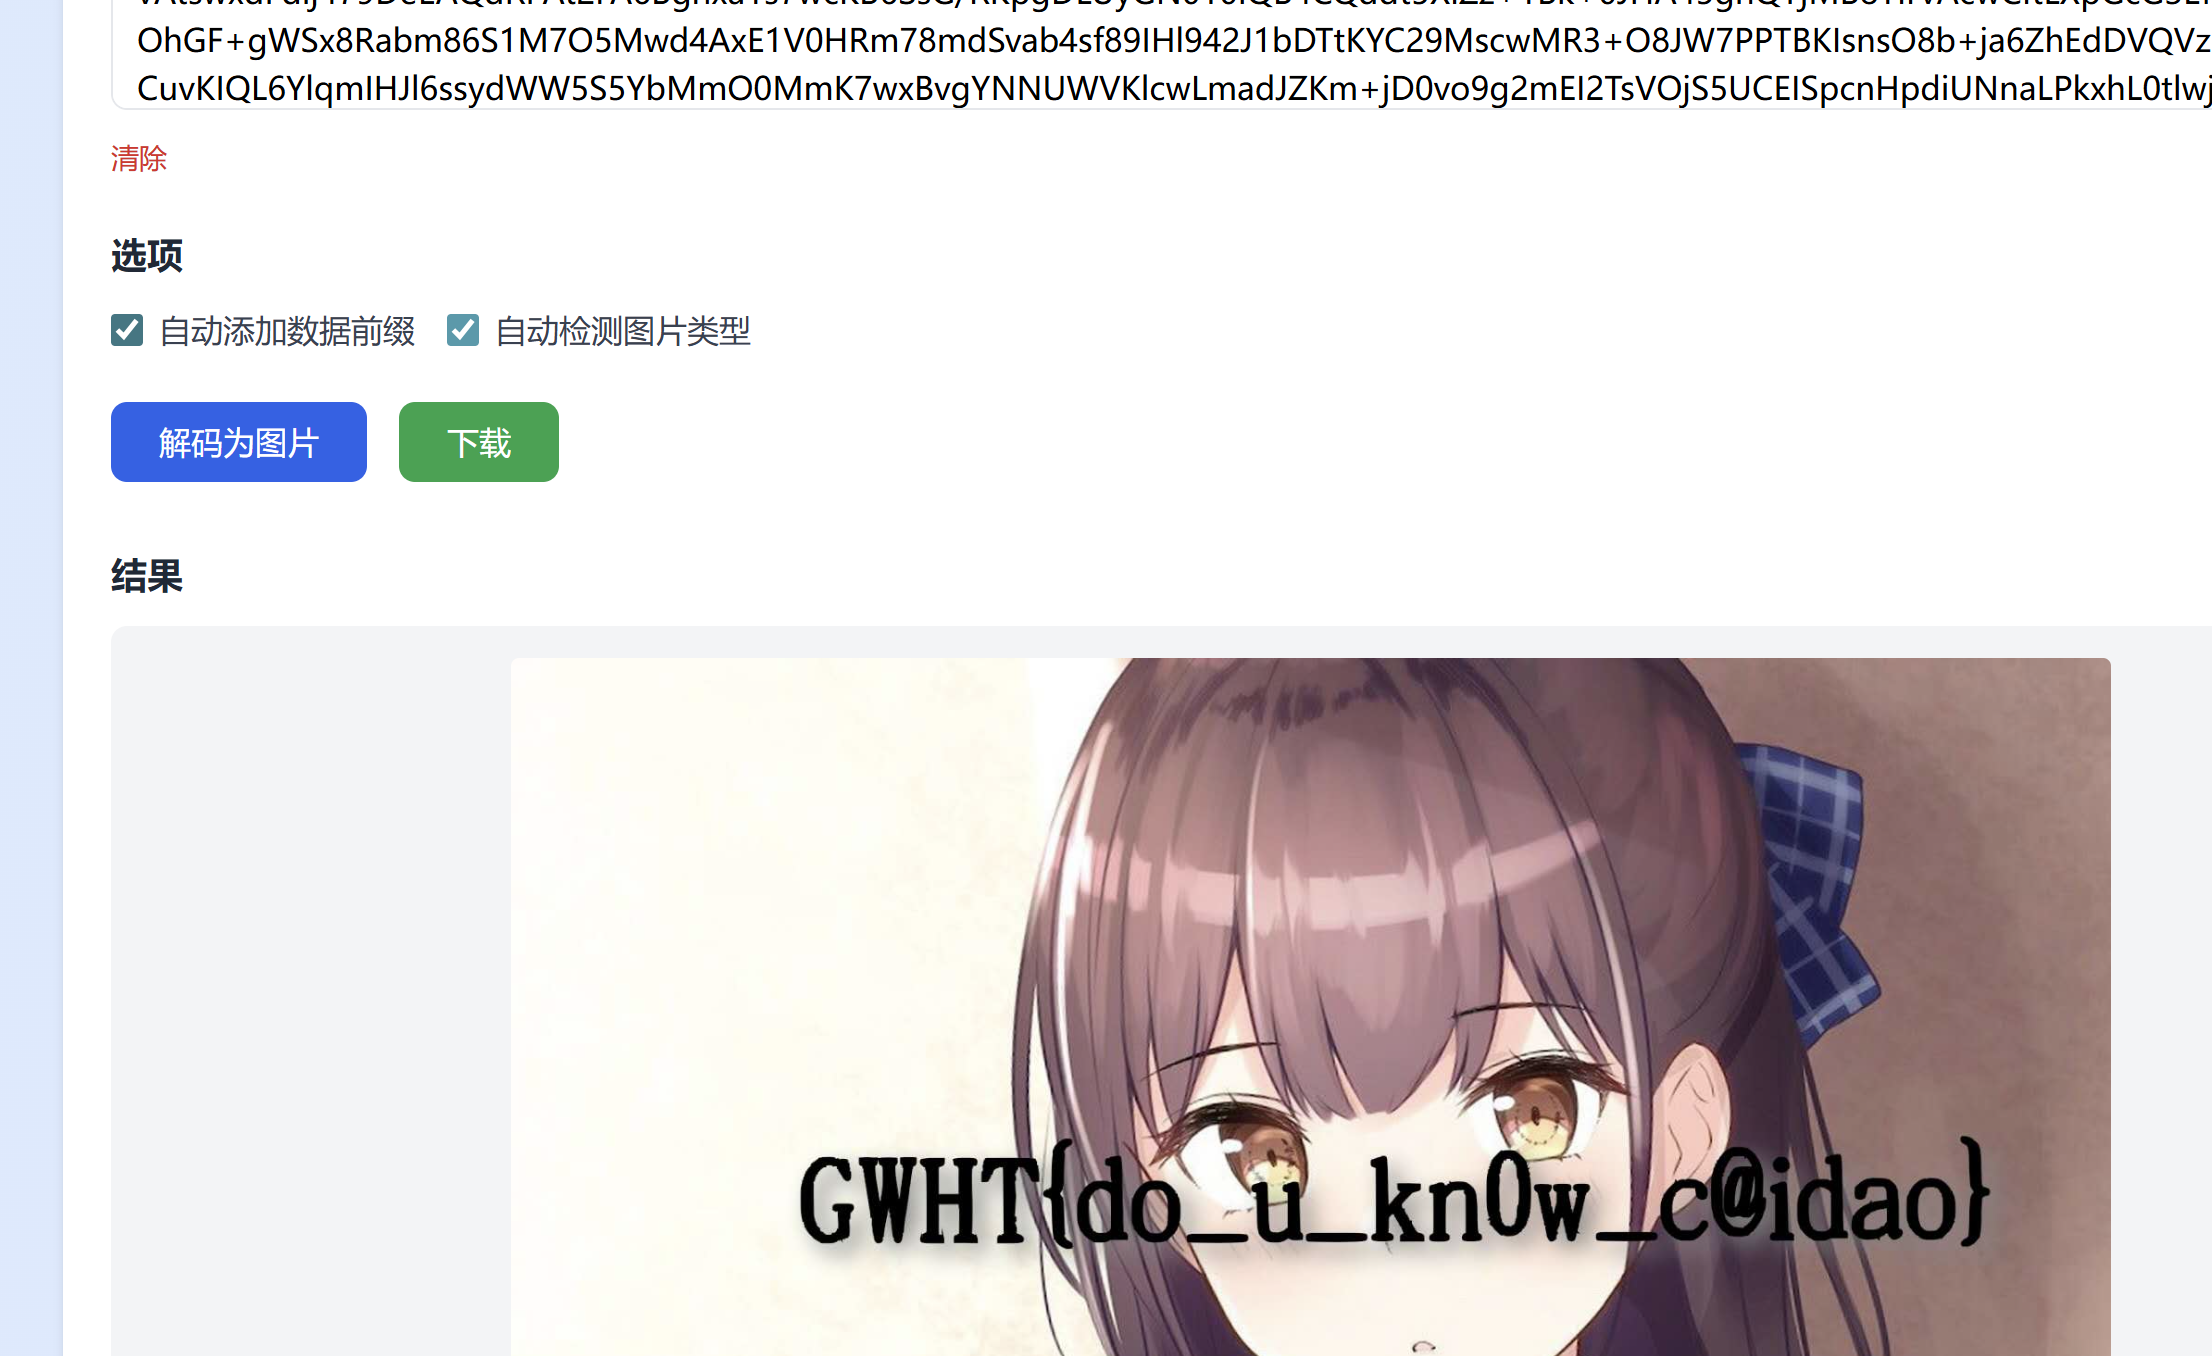 OhGF+gWSx8Rabm86S1M7O5Mwd4AxE1V0HRm78mdSvab4sf89IHl942J1bDTtKYC29MscwMR3+O8JW7PPTBKIsnsO8b+ja6ZhEdDVQVz
CuvKIQL6YlqmIHJl6ssydWW5S5YbMmO0MmK7wxBvgYNNUWVKlcwLmadJZKm+jD0vo9g2mEI2TsVOjS5UCEISpcnHpdiUNnaLPkxhL0tlwj
清除
选项
自动添加数据前缀 自动检测图片类型
解码为图片 下载
结果
GWHT{do_u_kn0w_c@idao}